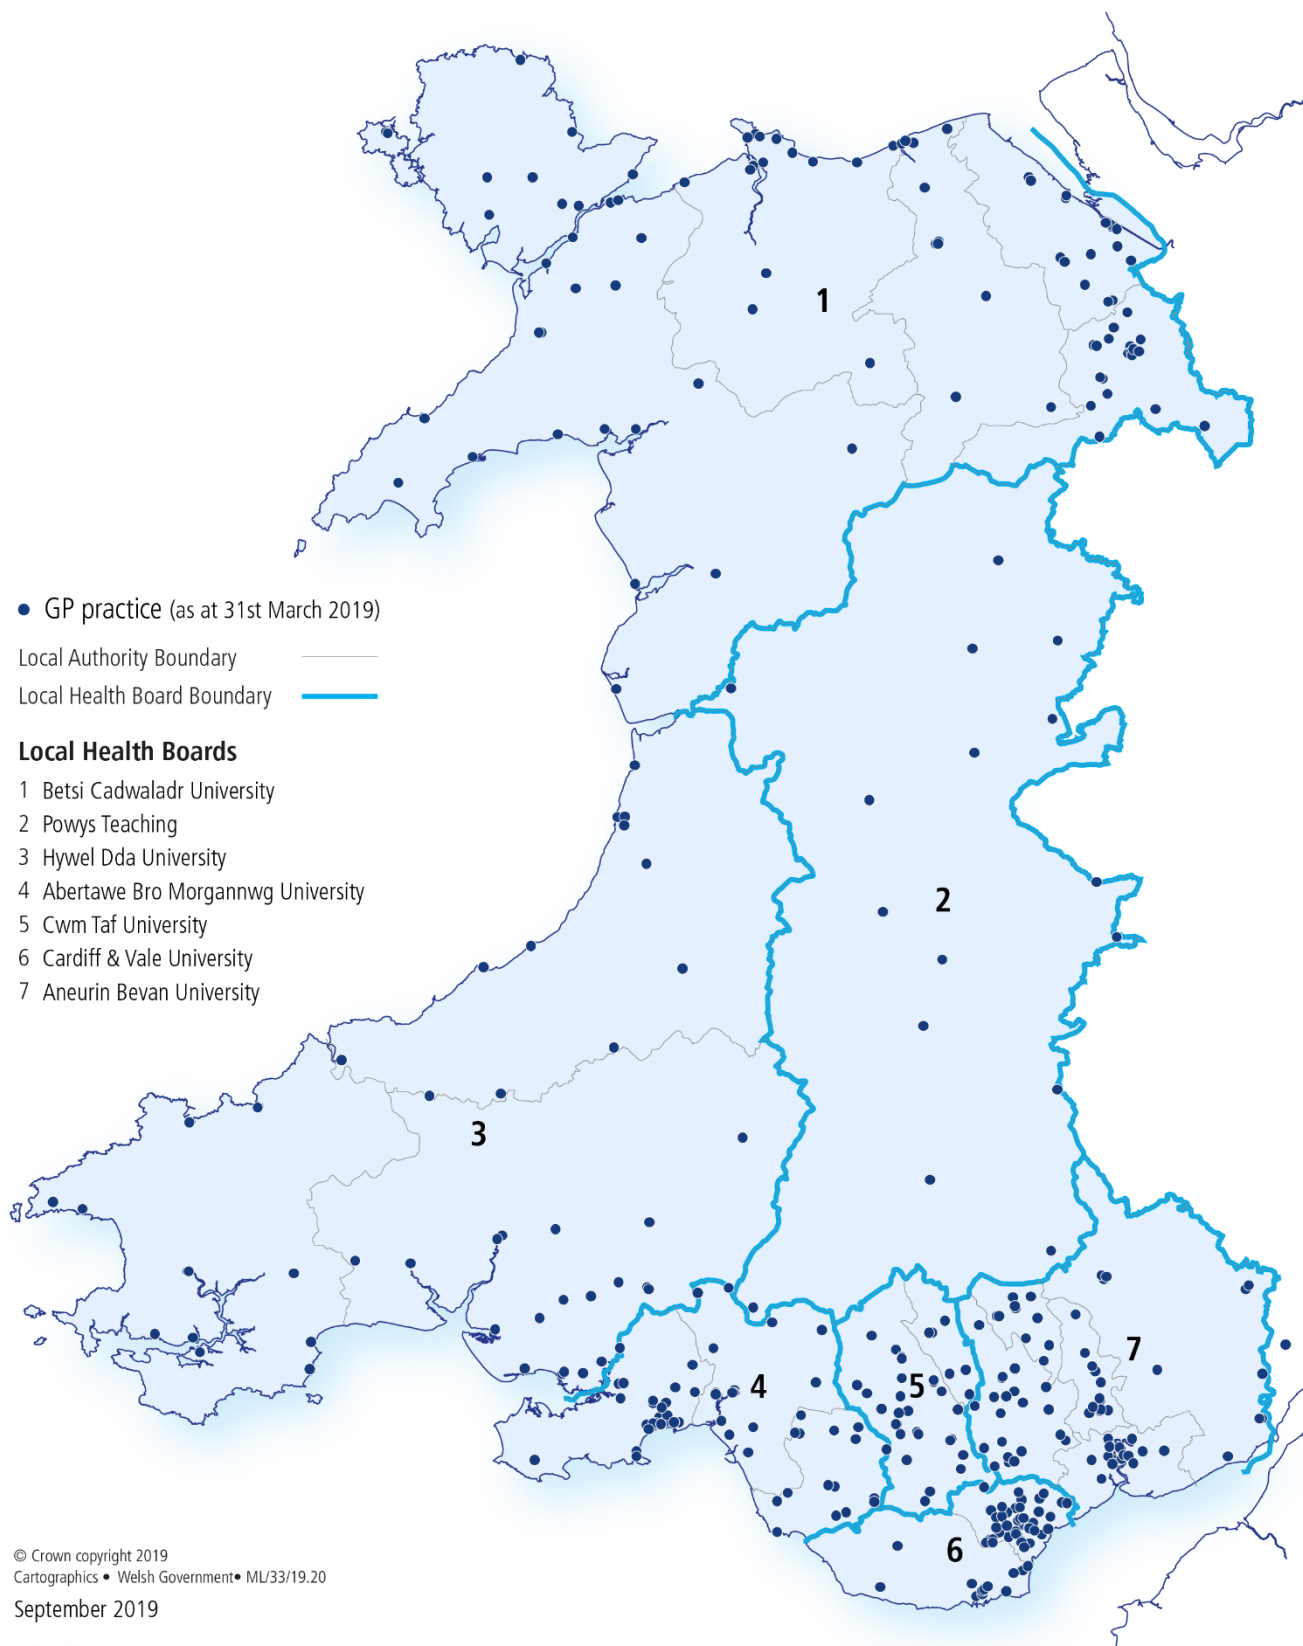 1
GP practice (as at 31st March 2019)
Local Authority Boundary
Local Health Board Boundary
Local Health Boards
1 Betsi Cadwaladr University
2 Powys Teaching
3 Hywel Dda University
4 Abertawe Bro Morgannwg University
5 Cwm Taf University
6 Cardiff & Vale University
7 Aneurin Bevan University
2
3
7
4
5
6
© Crown copyright 2019
Cartographics • Welsh Government• ML/33/19.20
September 2019